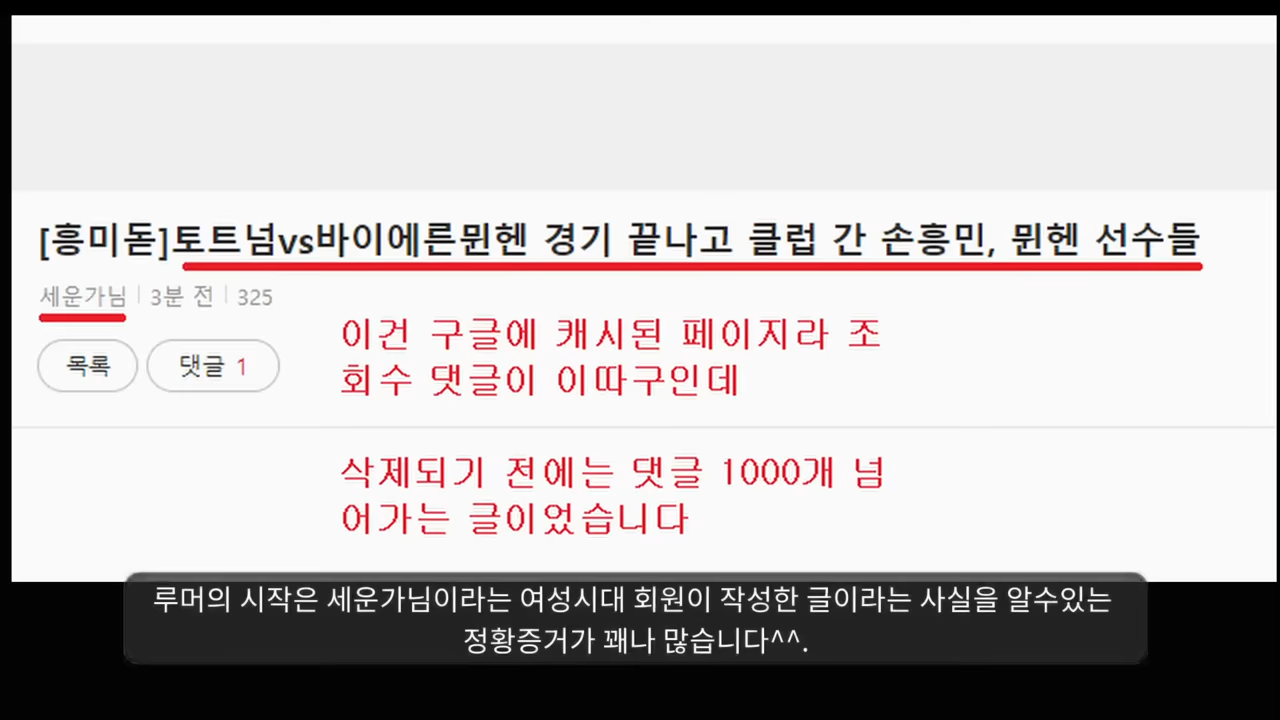 [흥미돋]토트넘vs바이에른뮌헨 경기 끝나고 클럽 간 손흥민, 뮌헨 선수들
세운가님 | 3분 전 | 325
목록 댓글 1
이건 구글에 캐시된 페이지라 조
회수 댓글이 이따구인데
삭제되기 전에는 댓글 1000개 넘
어가는 글이었습니다
루머의 시작은 세운가님이라는 여성시대 회원이 작성한 글이라는 사실을 알수있는
정황증거가 꽤나 많습니다^^.